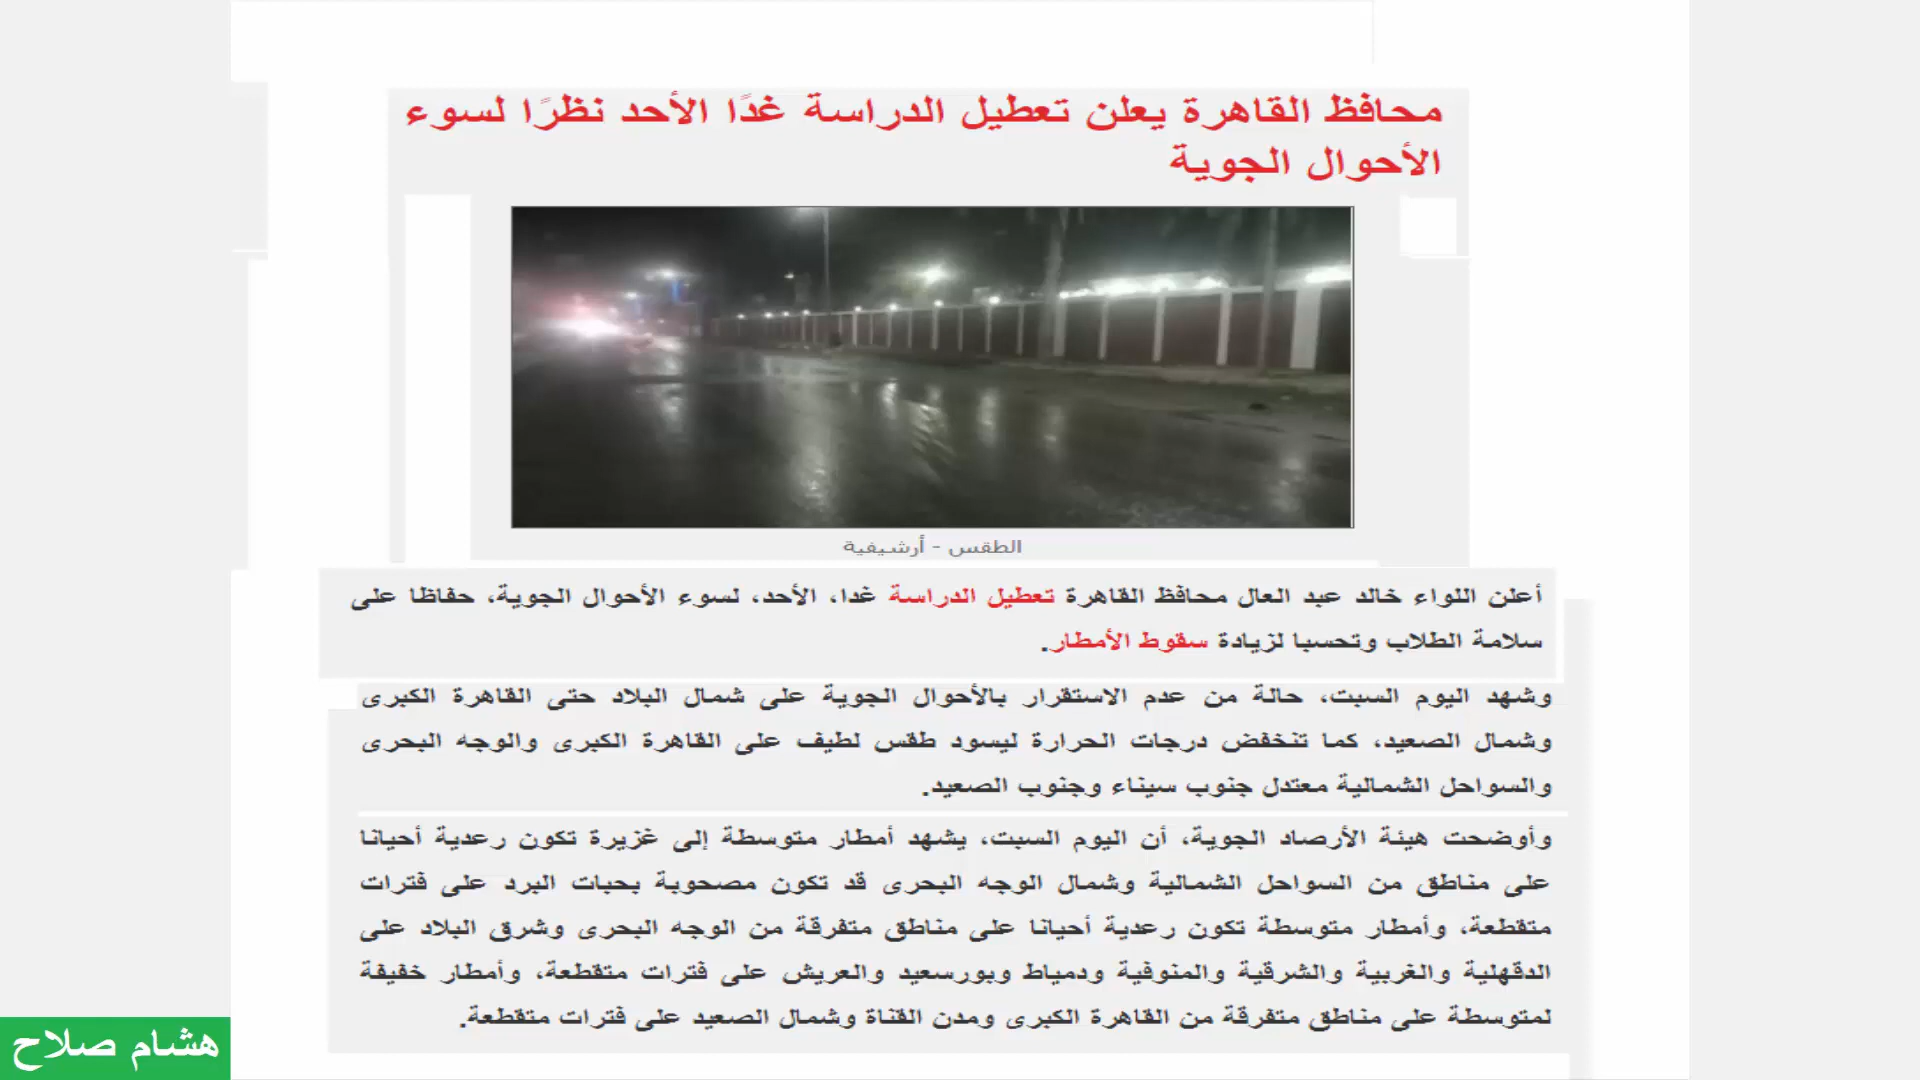 محافظ القاهرة يعلن تعطيل الدراسة غدًا الأحد نظرًا لسوء
الأحوال الجوية
الطقس - أرشيفية
أعلن اللواء خالد عبد العال محافظ القاهرة تعطيل الدراسة غدا، الأحد، لسوء الأحوال الجوية، حفاظا على
سلامة الطلاب وتحسبا لزيادة سقوط الأمطار.
وشهد اليوم السبت، حالة من عدم الاستقرار بالأحوال الجوية على شمال البلاد حتى القاهرة الكبرى
وشمال الصعيد، كما تنخفض درجات الحرارة ليسود طقس لطيف على القاهرة الكبرى والوجه البحرى
والسواحل الشمالية معتدل جنوب سيناء وجنوب الصعيد.
وأوضحت هيئة الأرصاد الجوية، أن اليوم السبت، يشهد أمطار متوسطة إلى غزيرة تكون رعدية أحيانا
على مناطق من السواحل الشمالية وشمال الوجه البحرى قد تكون مصحوبة بحبات البرد على فترات
متقطعة، وأمطار متوسطة تكون رعدية أحيانا على مناطق متفرقة من الوجه البحرى وشرق البلاد على
الدقهلية والغربية والشرقية والمنوفية ودمياط وبورسعيد والعريش على فترات متقطعة، وأمطار خفيفة
لمتوسطة على مناطق متفرقة من القاهرة الكبرى ومدن القناة وشمال الصعيد على فترات متقطعة.
هشام صلاح